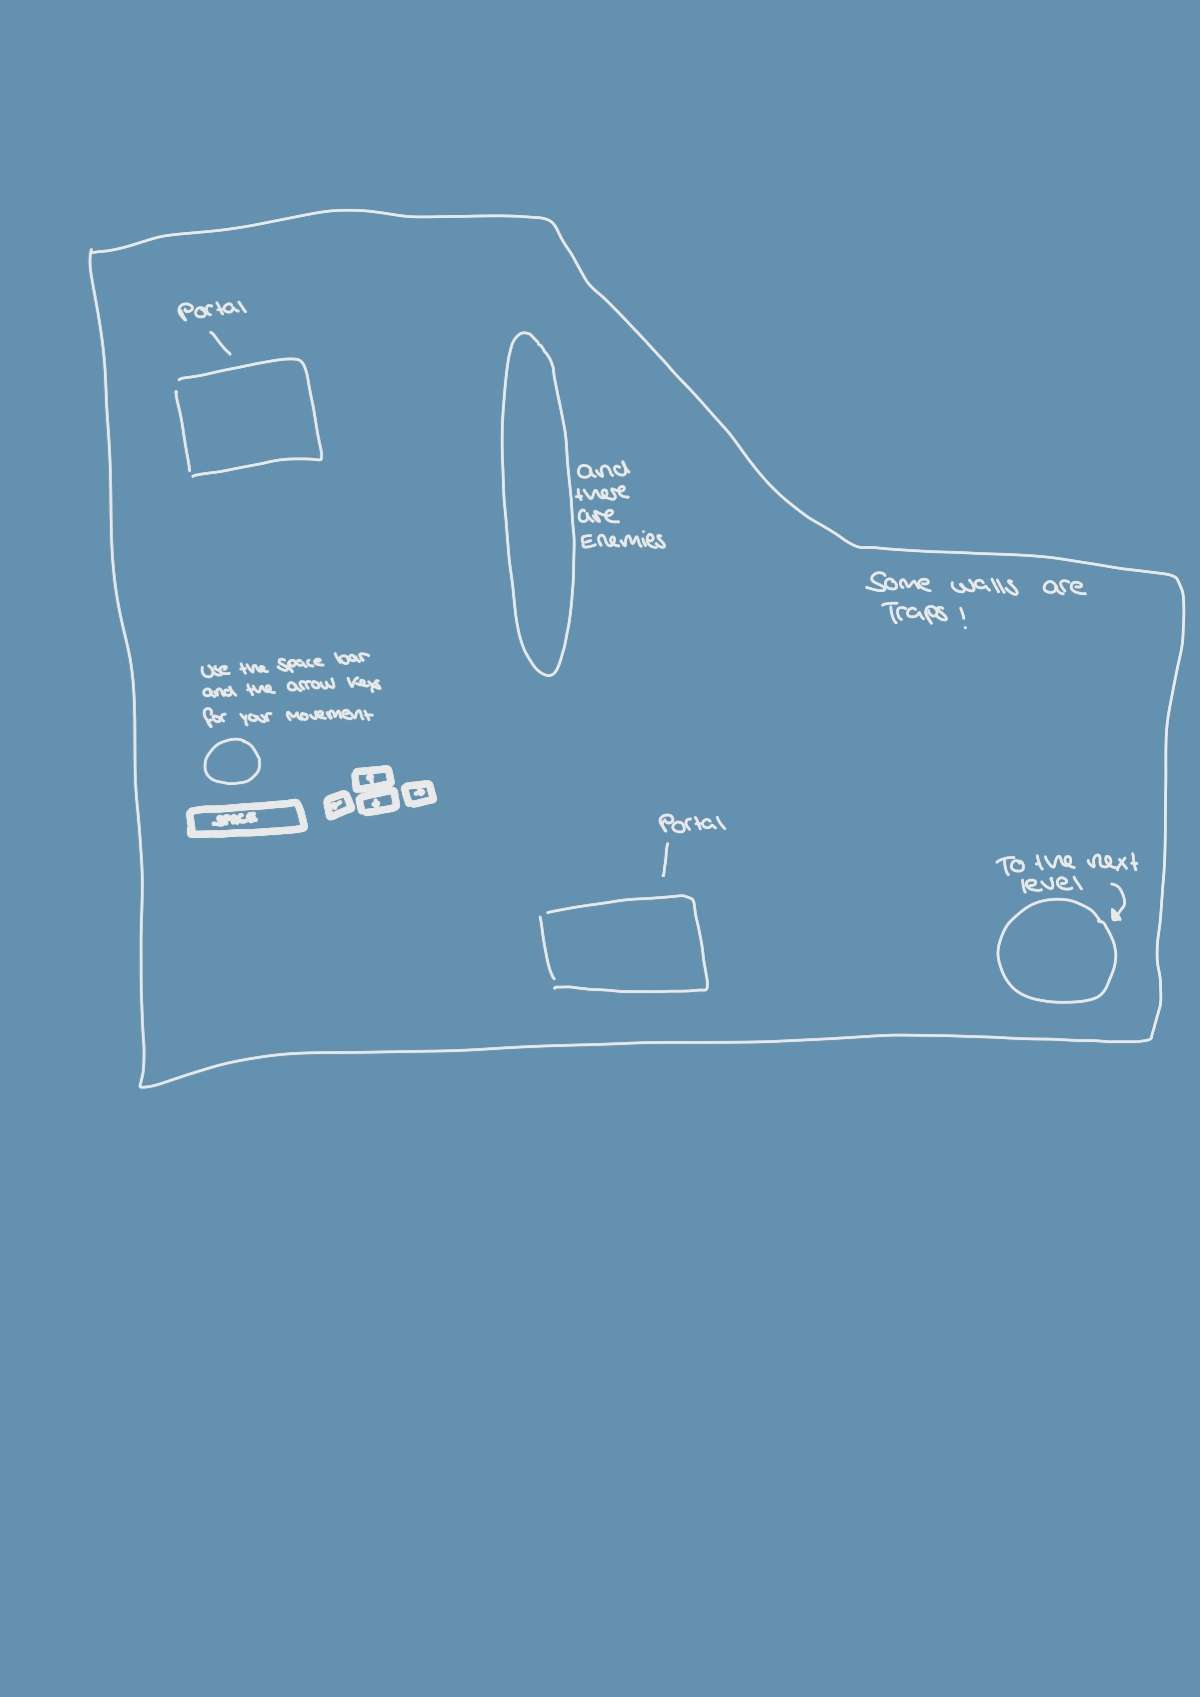 Portal
and
there
are
Enemies
Some walls are
Traps!
Use the space bar
and the arrow keys
for your movement
SPACE
Portal
To the next
level